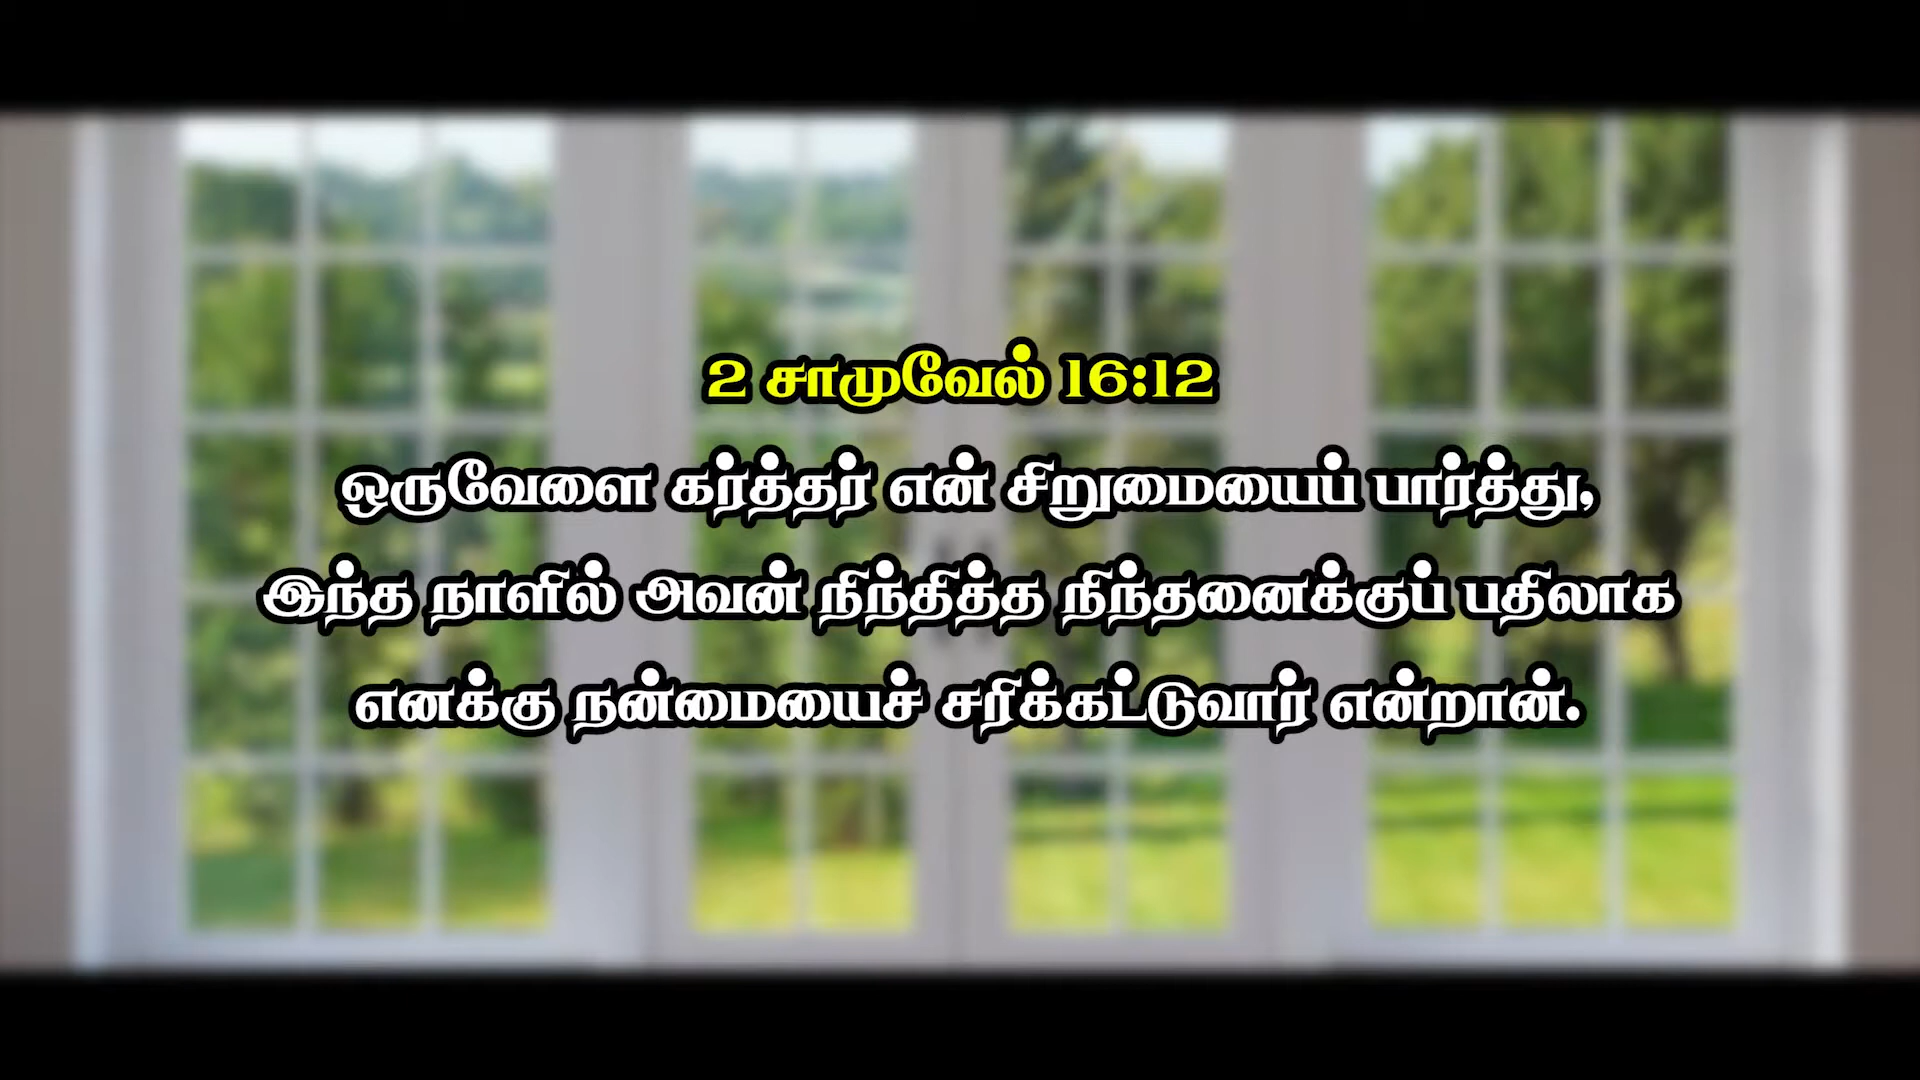 2 சாமுவேல் 16:12
ஒருவேளை கர்த்தர் என் சிறுமையைப் பார்த்து,
இந்த நாளில் அவன் நிந்தித்த நிந்தனைக்குப் பதிலாக
எனக்கு நன்மையைச் சரிக்கட்டுவார் என்றான்.